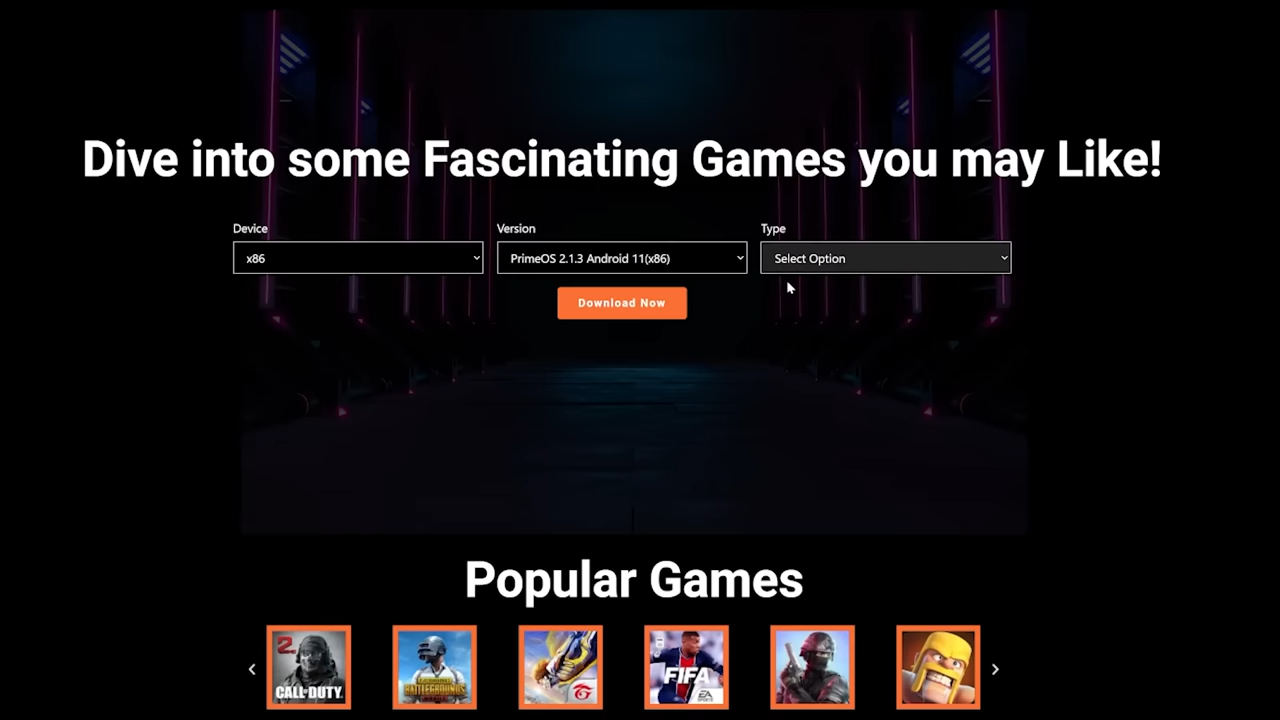 Dive into some Fascinating Games you may Like!
Device
Version
Type
x86
PrimeOS 2.1.3 Android 11(x86)
Select Option
Download Now
Popular Games
2.
CALL·DUTY
BATTLEGROUNDS
FIFA
EA
SPORTS